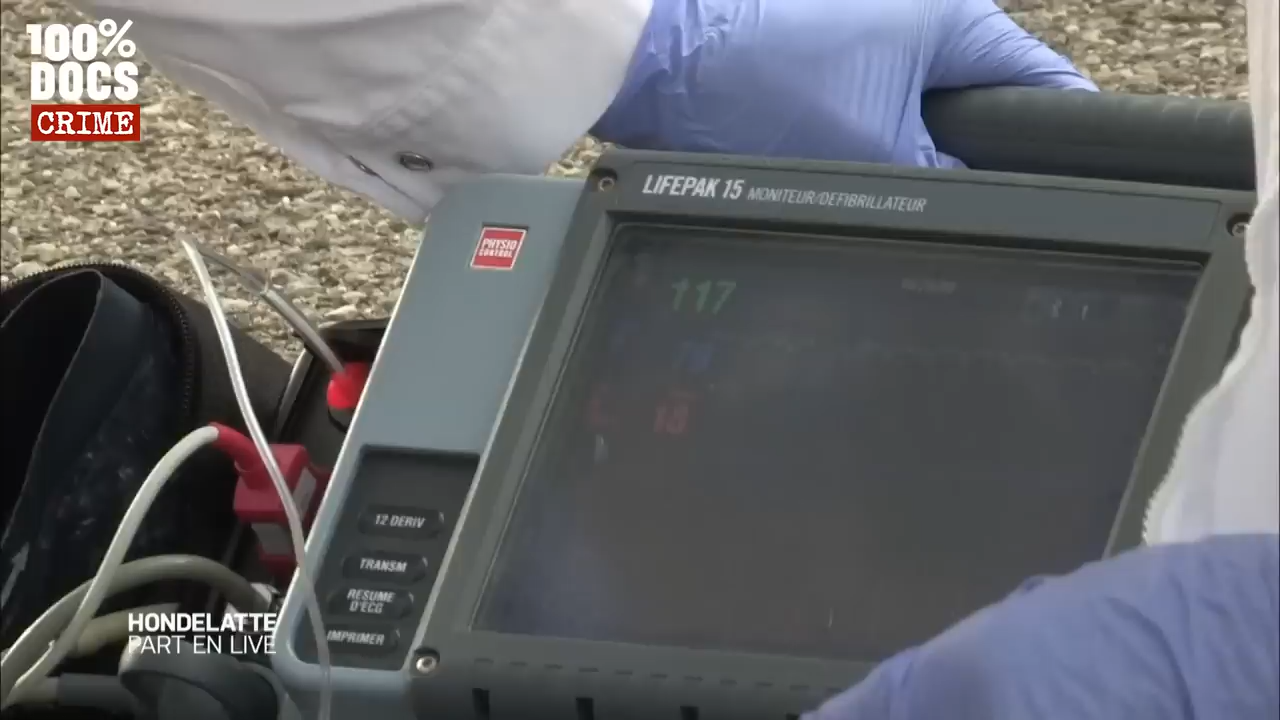 100%
DOCS
CRIME
LIFEPAK 15 MONITEUR/DEFIBRILLATEUR
PHYSIO
CONTROL
117
12 DERIV
TRANSM
RESUME
D'ECG
IMPRIMER
HONDELATTE
PART EN LIVE